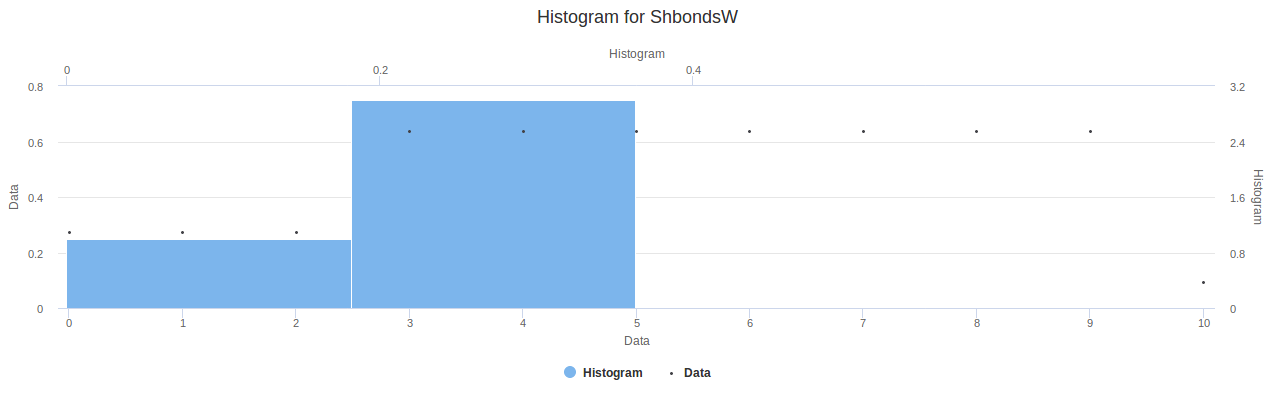 Histogram for ShbondsW
Histogram
0 0.2 0.4
0.8 3.2
0.6 2.4
0.4 1.6
0.2 0.8
0 0
Data
Histogram
0 1 2 3 4 5 6 7 8 9 10
Data
Histogram Data